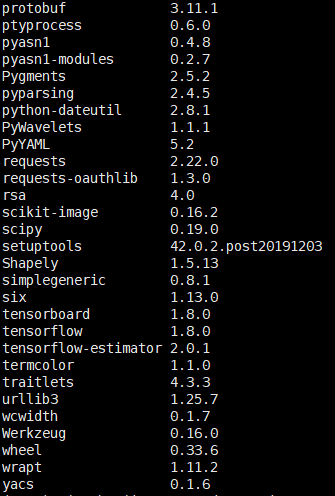 protobuf 3.11.1
ptyprocess 0.6.0
pyasn1 0.4.8
pyasn1-modules 0.2.7
Pygments 2.5.2
pyparsing 2.4.5
python-dateutil 2.8.1
PyWavelets 1.1.1
PyYAML 5.2
requests 2.22.0
requests-oauthlib 1.3.0
rsa 4.0
scikit-image 0.16.2
scipy 0.19.0
setuptools 42.0.2.post20191203
Shapely 1.5.13
simplegeneric 0.8.1
six 1.13.0
tensorboard 1.8.0
tensorflow 1.8.0
tensorflow-estimator 2.0.1
termcolor 1.1.0
traitlets 4.3.3
urllib3 1.25.7
wcwidth 0.1.7
Werkzeug 0.16.0
wheel 0.33.6
wrapt 1.11.2
yacs 0.1.6